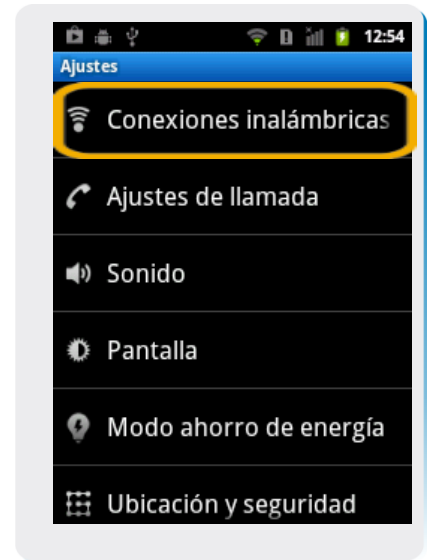 12:54
Ajustes
Conexiones inalámbricas
Ajustes de llamada
Sonido
Pantalla
Modo ahorro de energía
Ubicación y seguridad